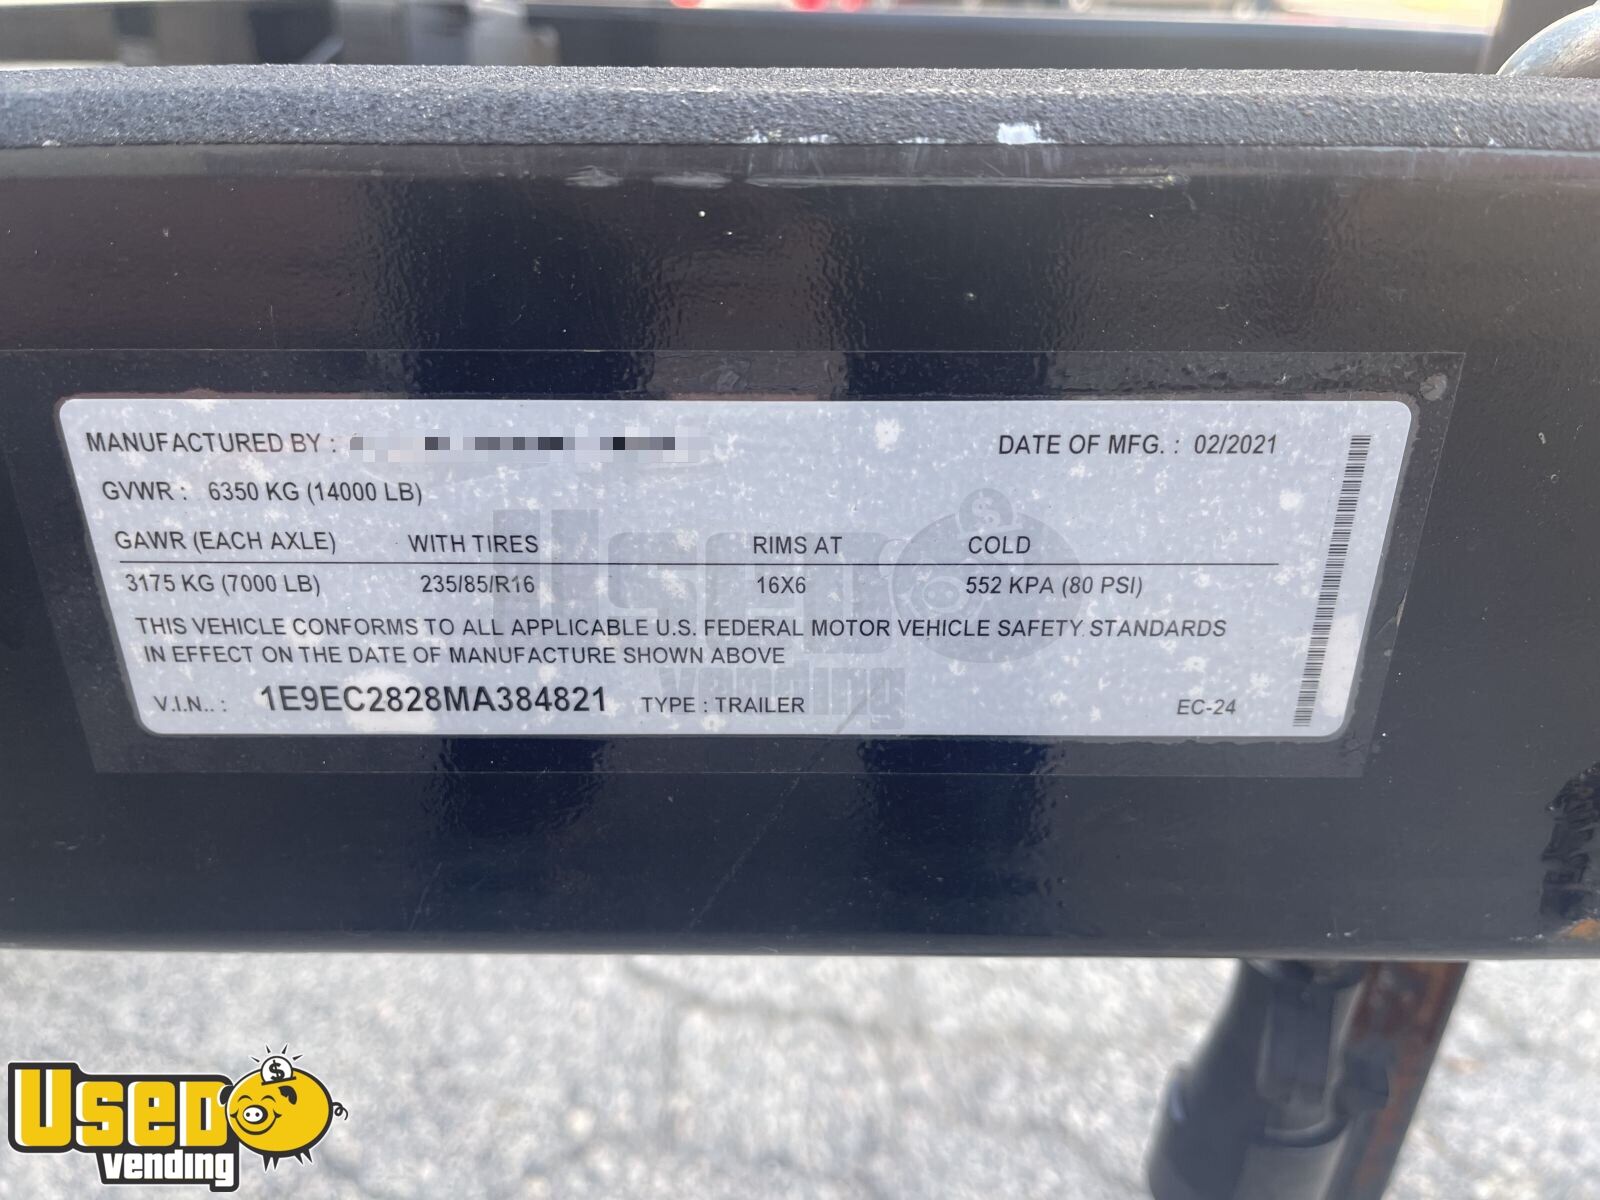 MANUFACTURED BY :
DATE OF MFG. : 02/2021
GVWR : 6350 KG (14000 LB)
GAWR (EACH AXLE) WITH TIRES RIMS AT COLD
3175 KG (7000 LB) 235/85/R16 16X6 552 KPA (80 PSI)
THIS VEHICLE CONFORMS TO ALL APPLICABLE U.S. FEDERAL MOTOR VEHICLE SAFETY STANDARDS
IN EFFECT ON THE DATE OF MANUFACTURE SHOWN ABOVE
V.I.N.. : 1E9EC2828MA384821 TYPE : TRAILER EC-24
Used
vending
$
Used
vending
$